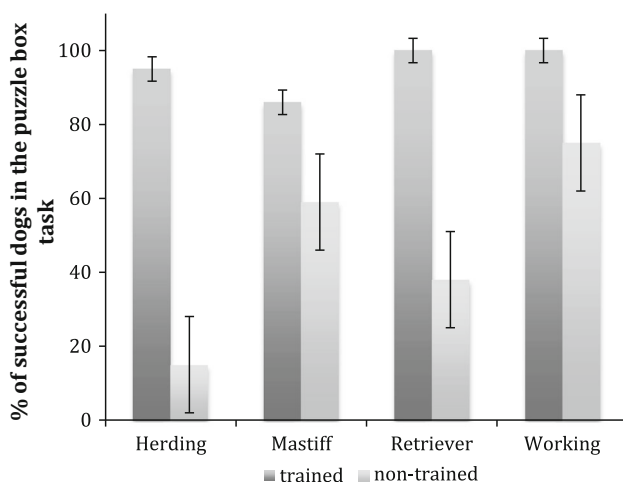 % of successful dogs in the puzzle box
task
100
80
60
40
20
0
Herding Mastiff Retriever Working
trained non-trained